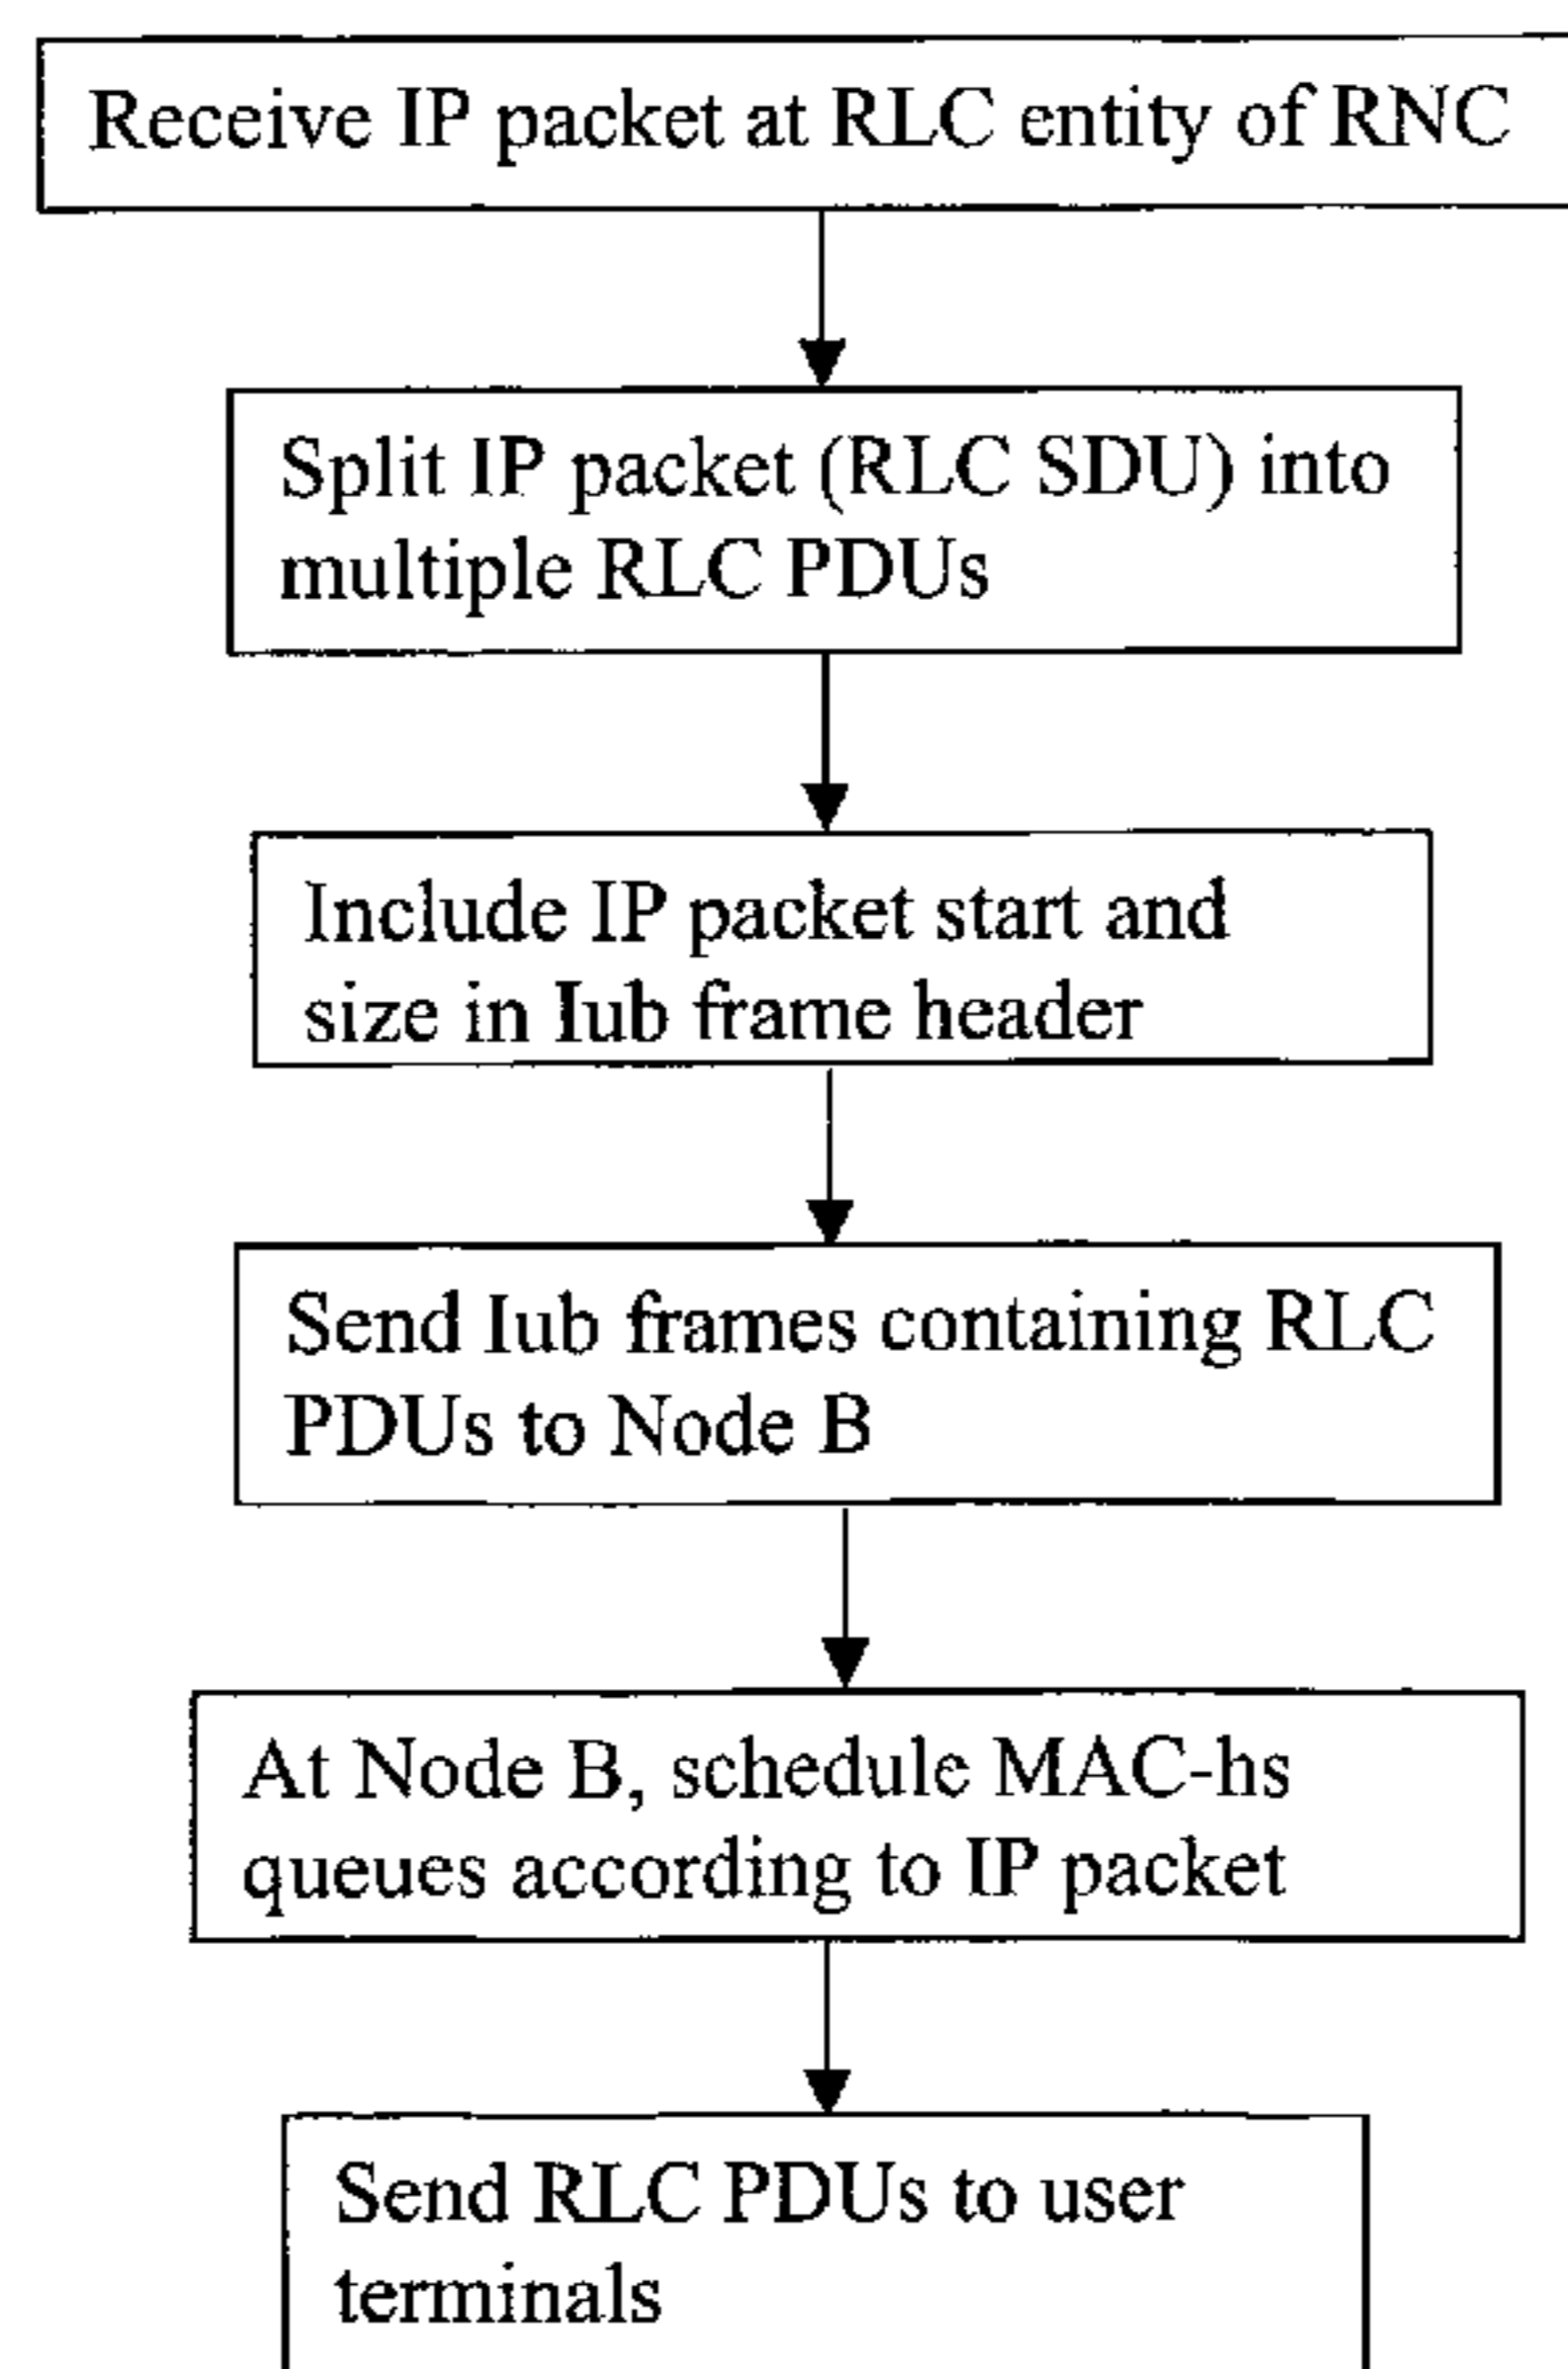 Receive IP packet at RLC entity of RNC
Split IP packet (RLC SDU) into
multiple RLC PDUs
Include IP packet start and
size in Iub frame header
Send Iub frames containing RLC
PDUs to Node B
At Node B, schedule MAC-hs
queues according to IP packet
Send RLC PDUs to user
terminals